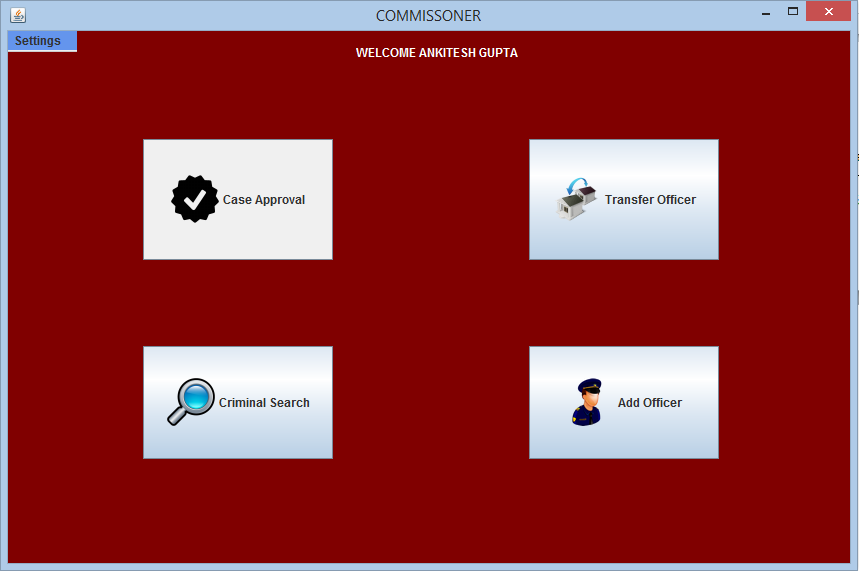 COMMISSONER
Settings
WELCOME ANKITESH GUPTA
Case Approval
Transfer Officer
Criminal Search
Add Officer